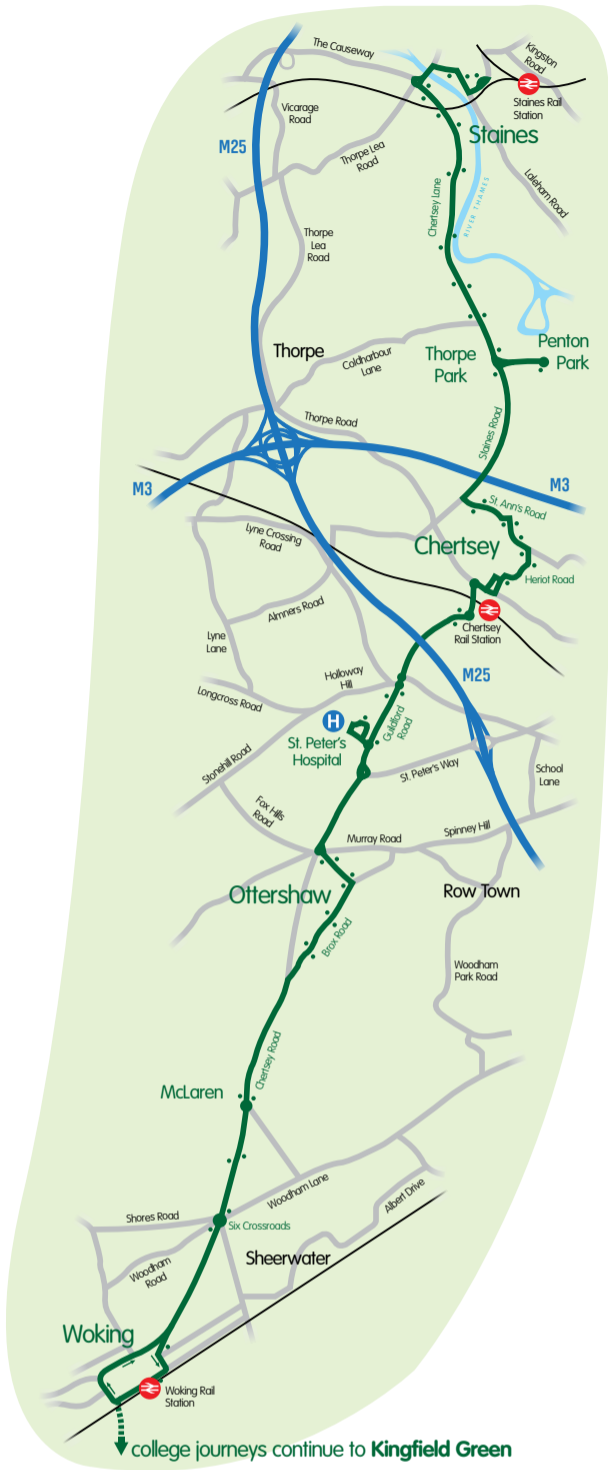 The Causeway
Kingston
Road
Staines Rail
Station
Vicarage
Road
Staines
M25
Thorpe Lea
Road
Laleham Road
Chertsey Lane
RIVER THAMES
Thorpe
Lea
Road
Thorpe
Coldharbour
Lane
Thorpe
Park
Penton
Park
Thorpe Road
Staines Road
M3
M3
St. Ann's Road
Lyne Crossing
Road
Chertsey
Heriot Road
Almners Road
Chertsey
Rail Station
Lyne
Lane
Holloway
Hill
M25
Longcross Road
H
Guildford
Road
St. Peter's
Hospital
Stonehill Road
St. Peter's Way
School
Lane
Fox Hills
Road
Murray Road
Spinney Hill
Ottershaw
Row Town
Brox Road
Woodham
Park Road
Chertsey Road
McLaren
Woodham Lane
Albert Drive
Shores Road
Six Crossroads
Woodham
Road
Sheerwater
Woking
Woking Rail
Station
college journeys continue to Kingfield Green